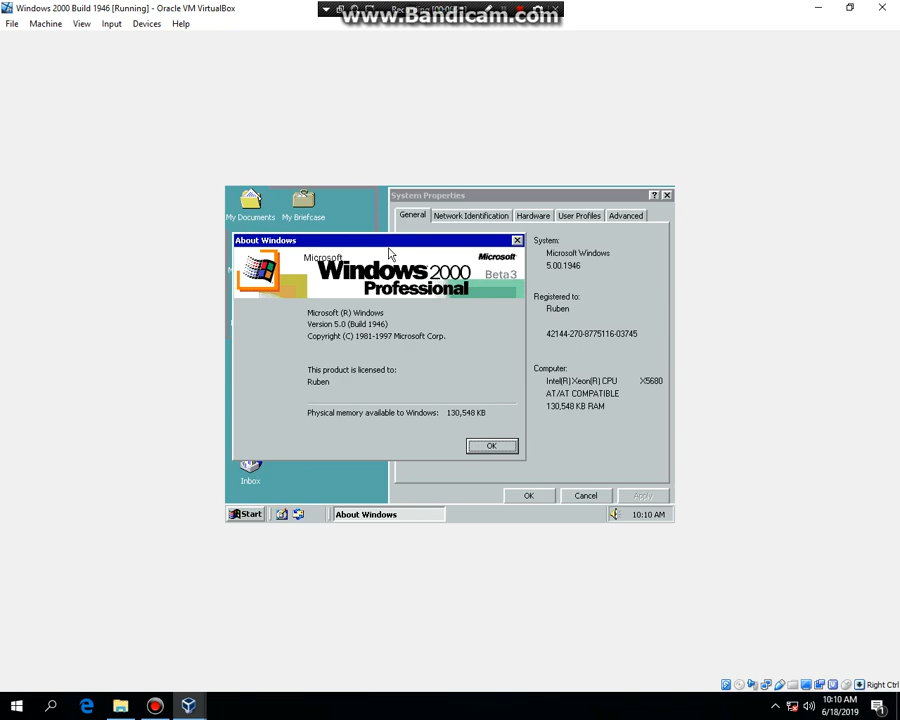 Windows 2000 Build 1946 [Running] - Oracle VM VirtualBox
www.Bandicam.com
File Machine View Input Devices Help
My Documents
My Briefcase
System Properties
General Network Identification Hardware User Profiles Advanced
About Windows
Microsoft
Windows 2000
Professional
Microsoft
Beta3
Microsoft (R) Windows
Version 5.0 (Build 1946)
Copyright (C) 1981-1997 Microsoft Corp.
This product is licensed to:
Ruben
Physical memory available to Windows: 130,548 KB
OK
System:
Microsoft Windows
5.00.1946
Registered to:
Ruben
42144-270-8775116-03745
Computer:
Intel(R) Xeon(R) CPU X5680
AT/AT COMPATIBLE
130,548 KB RAM
Inbox
OK Cancel Apply
Start
About Windows
10:10 AM
Right Ctrl
10:10 AM
6/18/2019